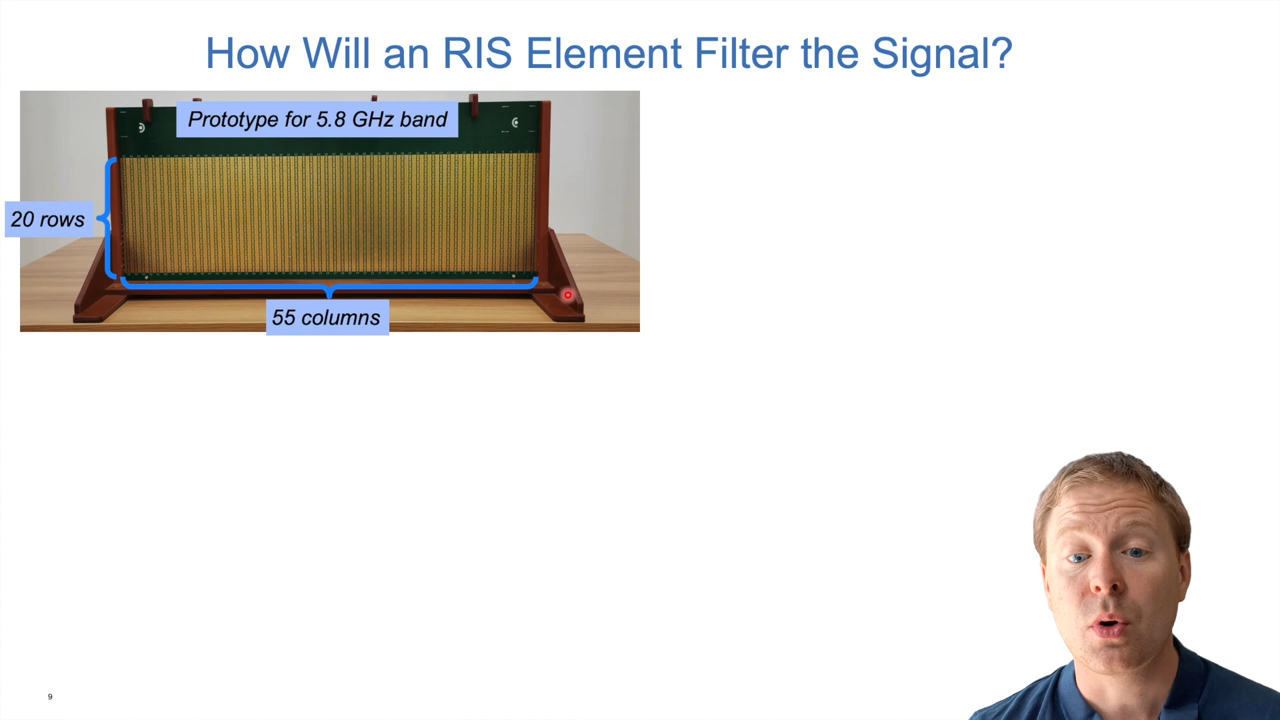 How Will an RIS Element Filter the Signal?
Prototype for 5.8 GHz band
20 rows
55 columns
9